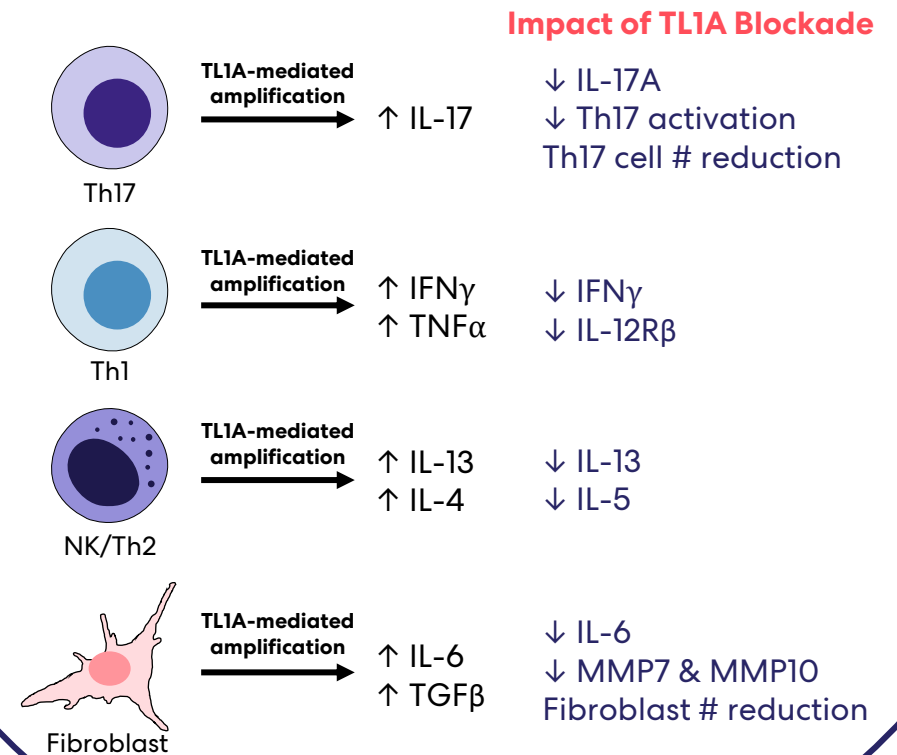 Impact of TL1A Blockade
TL1A-mediated
amplification
↑ IL-17
↓ IL-17A
↓ Th17 activation
Th17 cell # reduction
Th17
TL1A-mediated
amplification
↑ IFNγ
↑ TNFα
↓ IFNγ
↓ IL-12Rβ
Th1
TL1A-mediated
amplification
↑ IL-13
↑ IL-4
↓ IL-13
↓ IL-5
NK/Th2
TL1A-mediated
amplification
↑ IL-6
↑ TGFβ
↓ IL-6
↓ MMP7 & MMP10
Fibroblast # reduction
Fibroblast